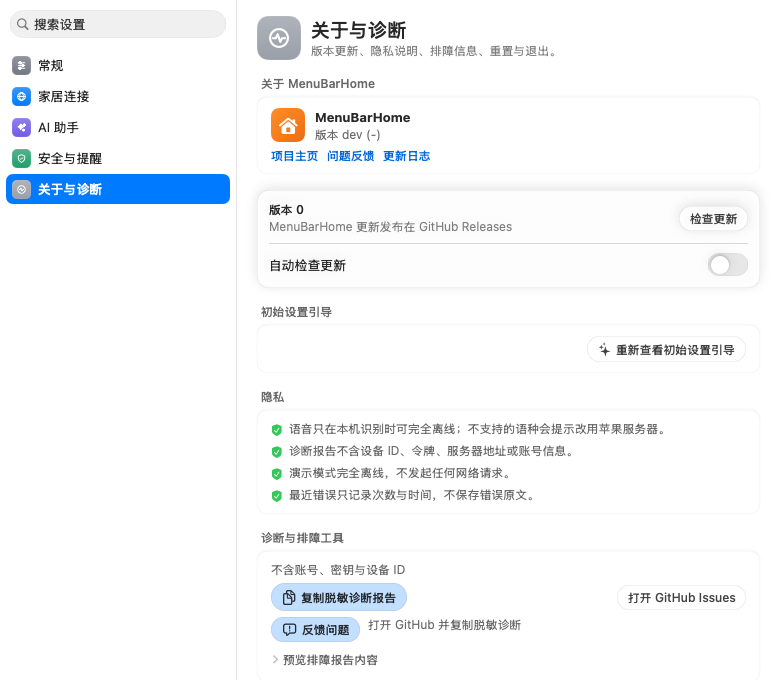 搜索设置
常规
家居连接
AI 助手
安全与提醒
关于与诊断
关于与诊断
版本更新、隐私说明、排障信息、重置与退出。
关于 MenuBarHome
MenuBarHome
版本 dev (-)
项目主页 问题反馈 更新日志
版本 0
MenuBarHome 更新发布在 GitHub Releases
检查更新
自动检查更新
初始设置引导
重新查看初始设置引导
隐私
语音只在本机识别时可完全离线；不支持的语种会提示改用苹果服务器。
诊断报告不含设备 ID、令牌、服务器地址或账号信息。
演示模式完全离线，不发起任何网络请求。
最近错误只记录次数与时间，不保存错误原文。
诊断与排障工具
不含账号、密钥与设备 ID
复制脱敏诊断报告
打开 GitHub Issues
反馈问题
打开 GitHub 并复制脱敏诊断
预览排障报告内容